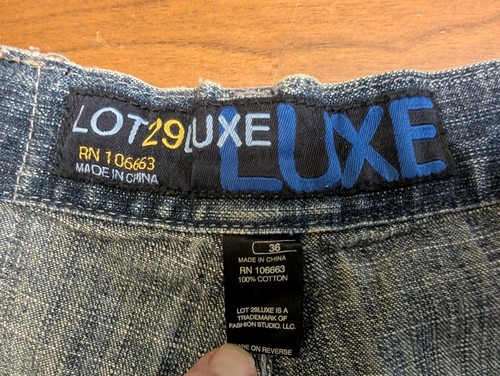 LOT29LUXE LUXE
RN 106663
MADE IN CHINA
36
MADE IN CHINA
RN 106663
100% COTTON
LOT 29LUXE IS A
TRADEMARK OF
FASHION STUDIO. LLC.
ON REVERSE